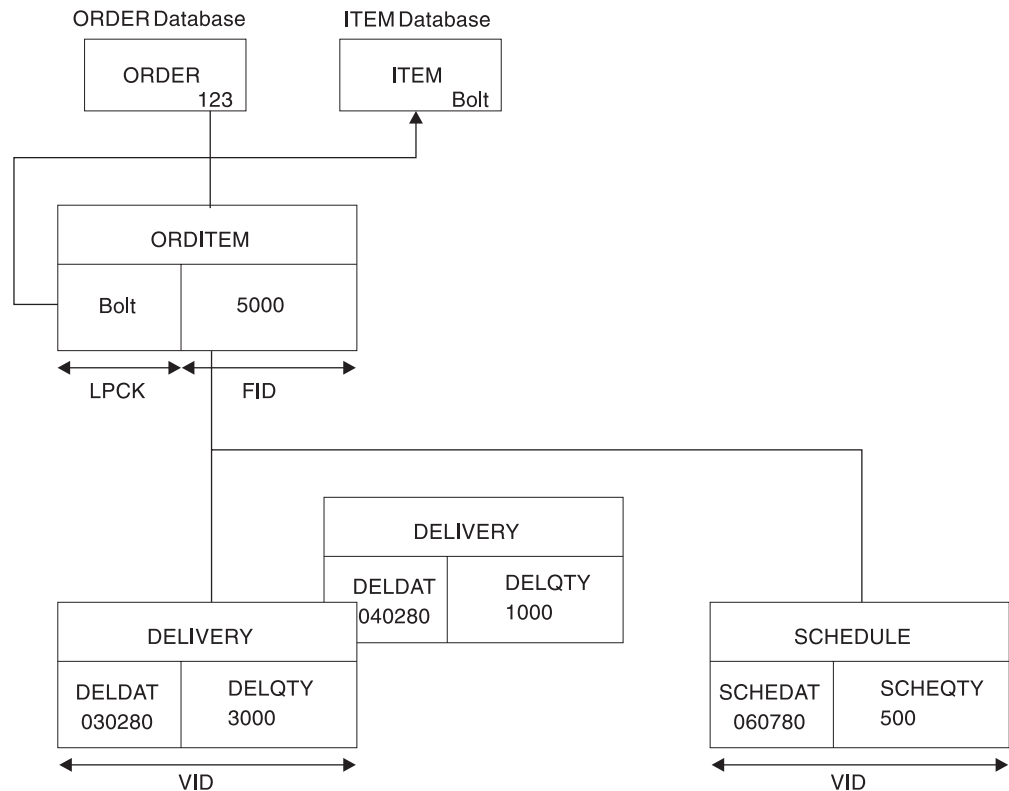 ORDER Database
ITEM Database
ORDER
123
ITEM
Bolt
ORDITEM
Bolt
5000
LPCK
FID
DELIVERY
DELDAT
040280
DELQTY
1000
DELIVERY
DELDAT
030280
DELQTY
3000
SCHEDULE
SCHEDAT
060780
SCHEQTY
500
VID
VID